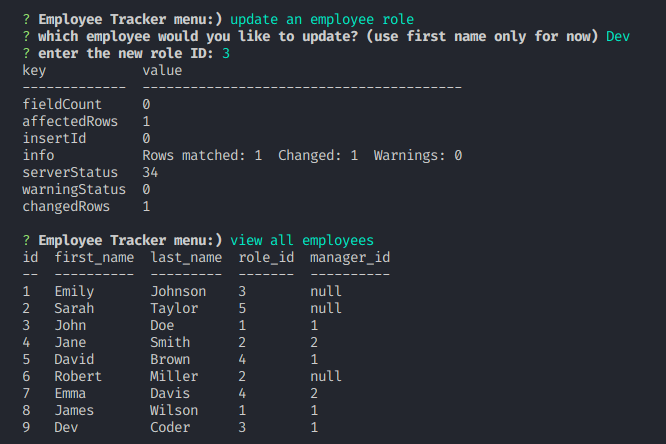 ? Employee Tracker menu:) update an employee role
? which employee would you like to update? (use first name only for now) Dev
? enter the new role ID: 3
key            value
-------------  ----------------------------------------
fieldCount     0
affectedRows   1
insertId       0
info           Rows matched: 1  Changed: 1  Warnings: 0
serverStatus   34
warningStatus  0
changedRows    1
? Employee Tracker menu:) view all employees
id  first_name  last_name  role_id  manager_id
--  ----------  ---------  -------  ----------
1   Emily       Johnson    3        null
2   Sarah       Taylor     5        null
3   John        Doe        1        1
4   Jane        Smith      2        2
5   David       Brown      4        1
6   Robert      Miller     2        null
7   Emma        Davis      4        2
8   James       Wilson     1        1
9   Dev         Coder      3        1